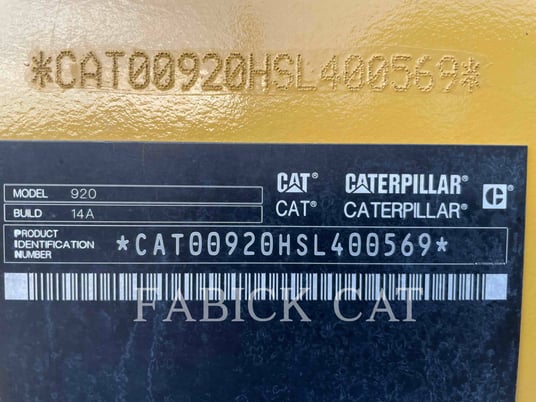 *CAT00920HSL400569*
CAT® CATERPILLAR®
MODEL 920
CAT® CATERPILLAR®
BUILD 14A
PRODUCT IDENTIFICATION NUMBER *CAT00920HSL400569*
FABICK CAT